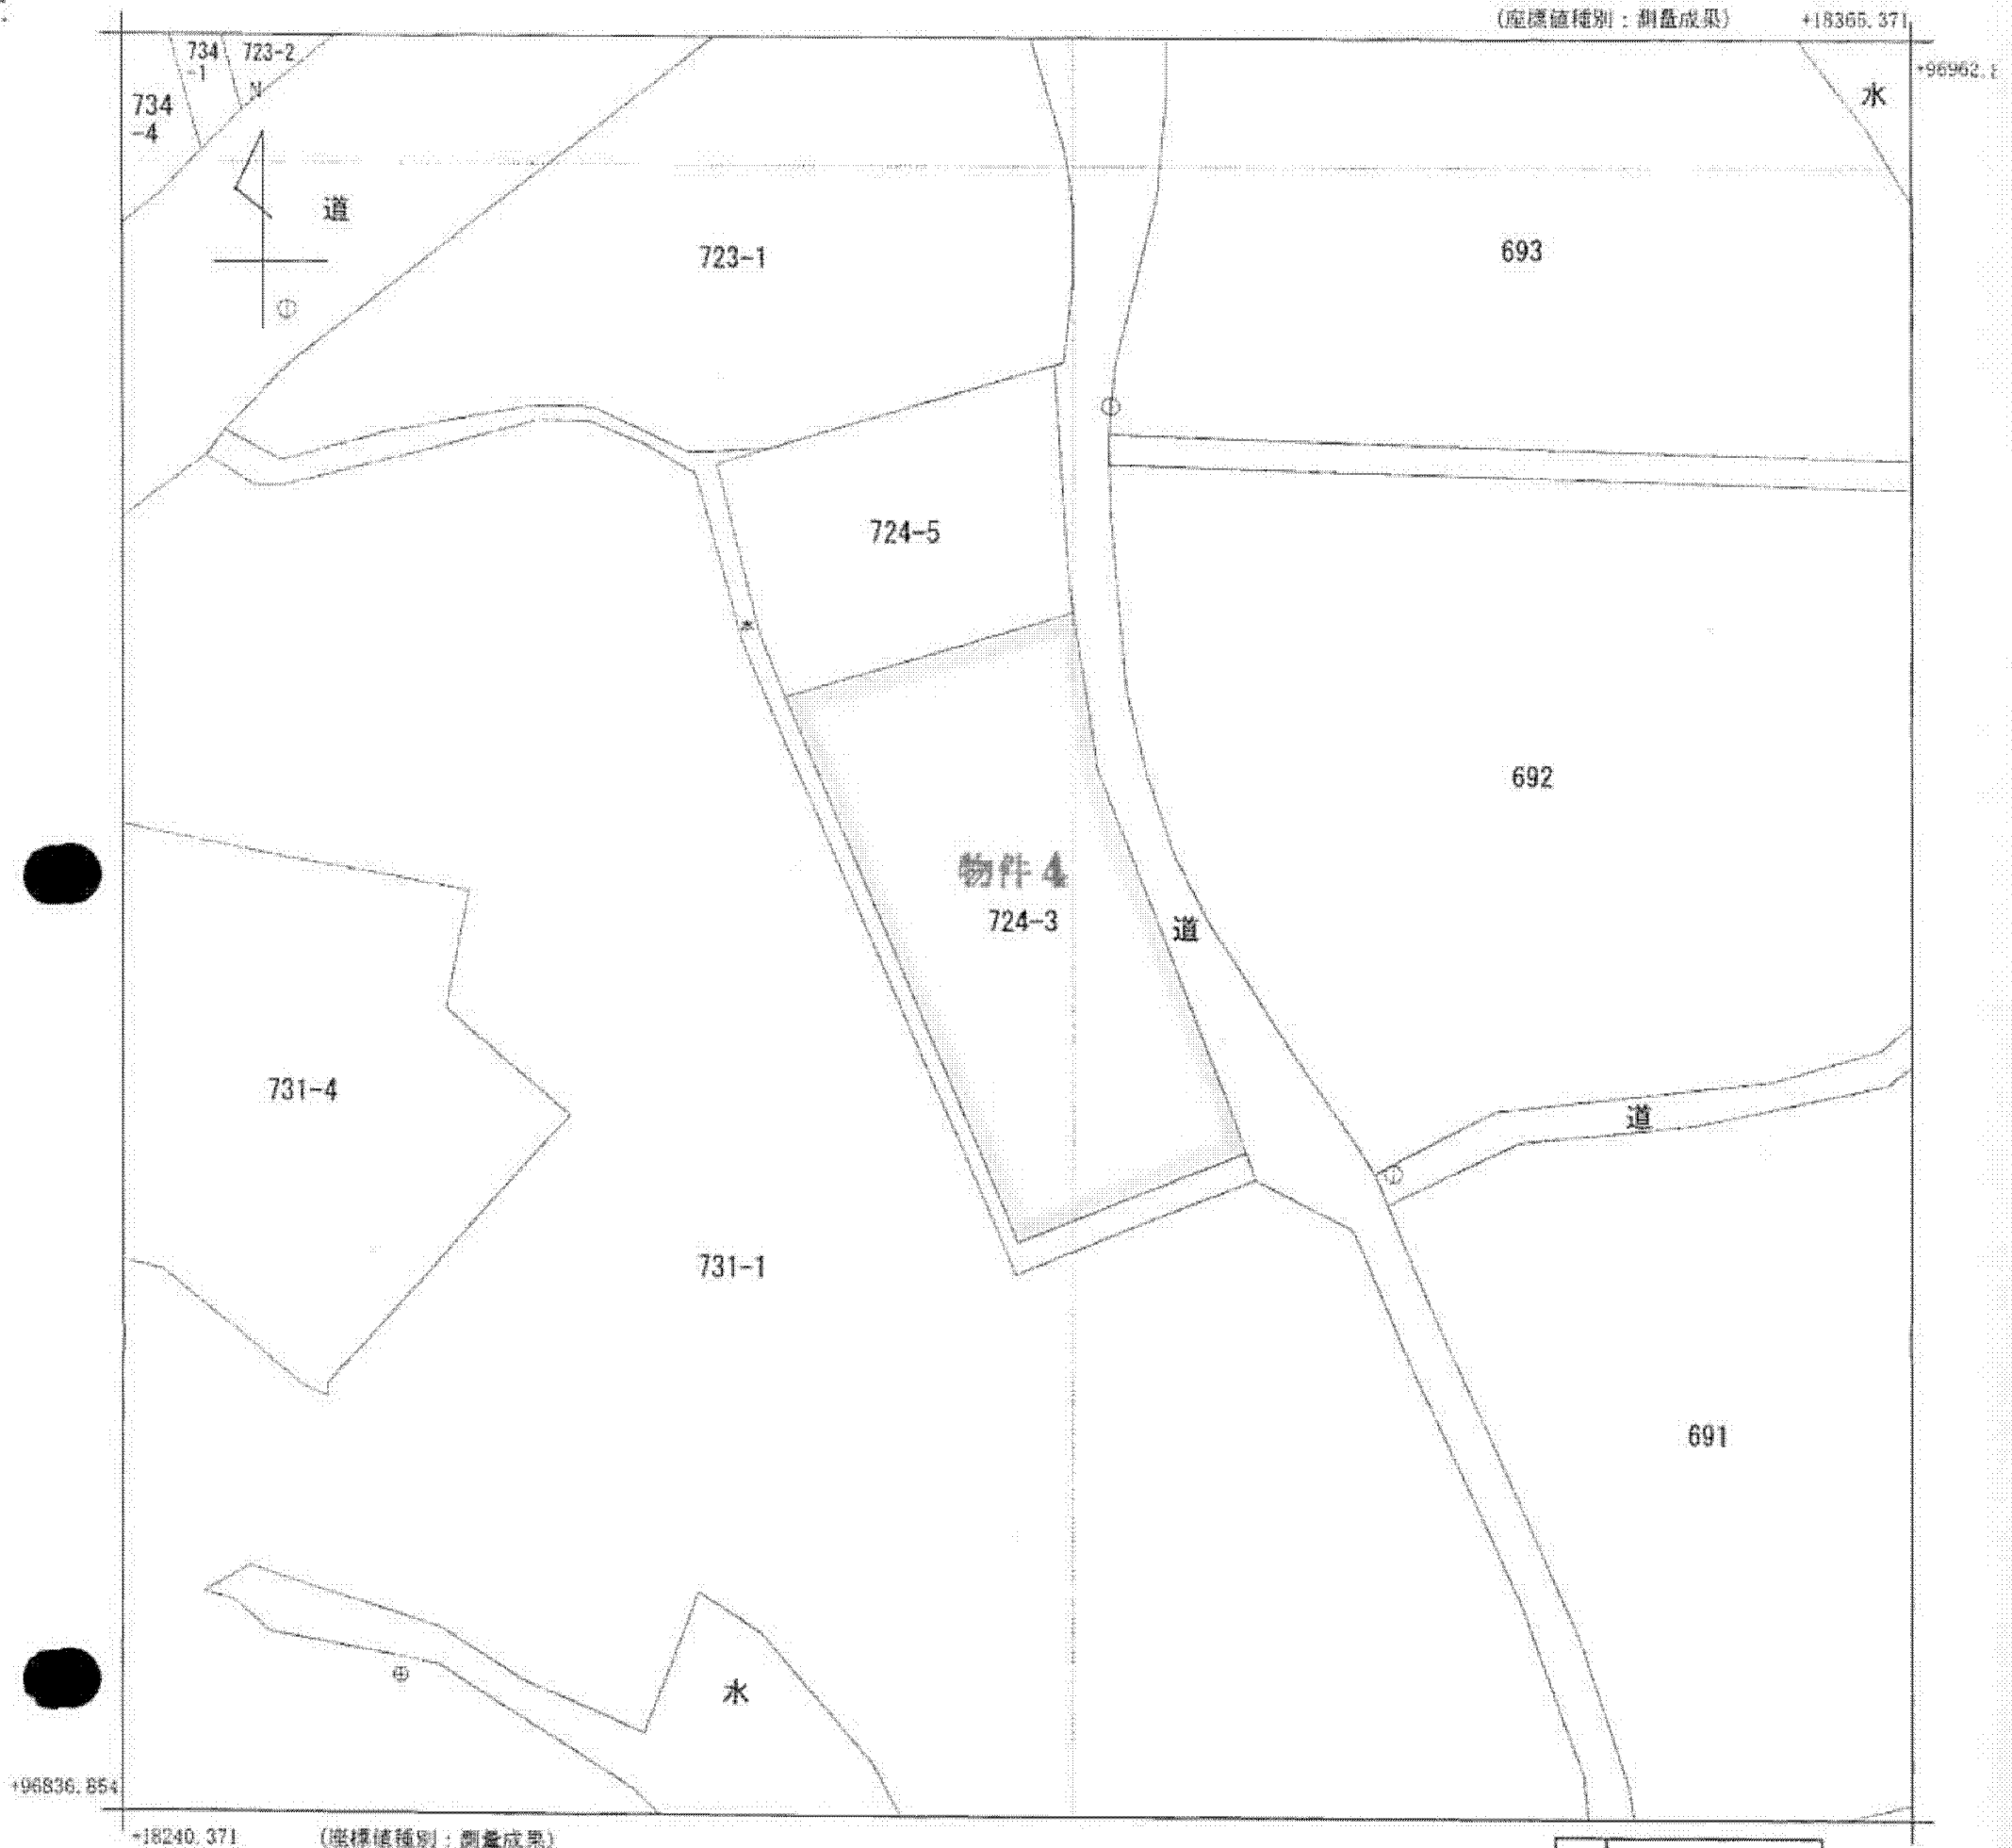 (座標値種別:測量成果) +18365.371
734
-1
723-2
+96962.
734
-4
N
水
道
723-1
693
724-5
692
物件 4
724-3
道
731-4
道
731-1
691
水
+96836.854
+18240.371 (座標値種別:測量成果)